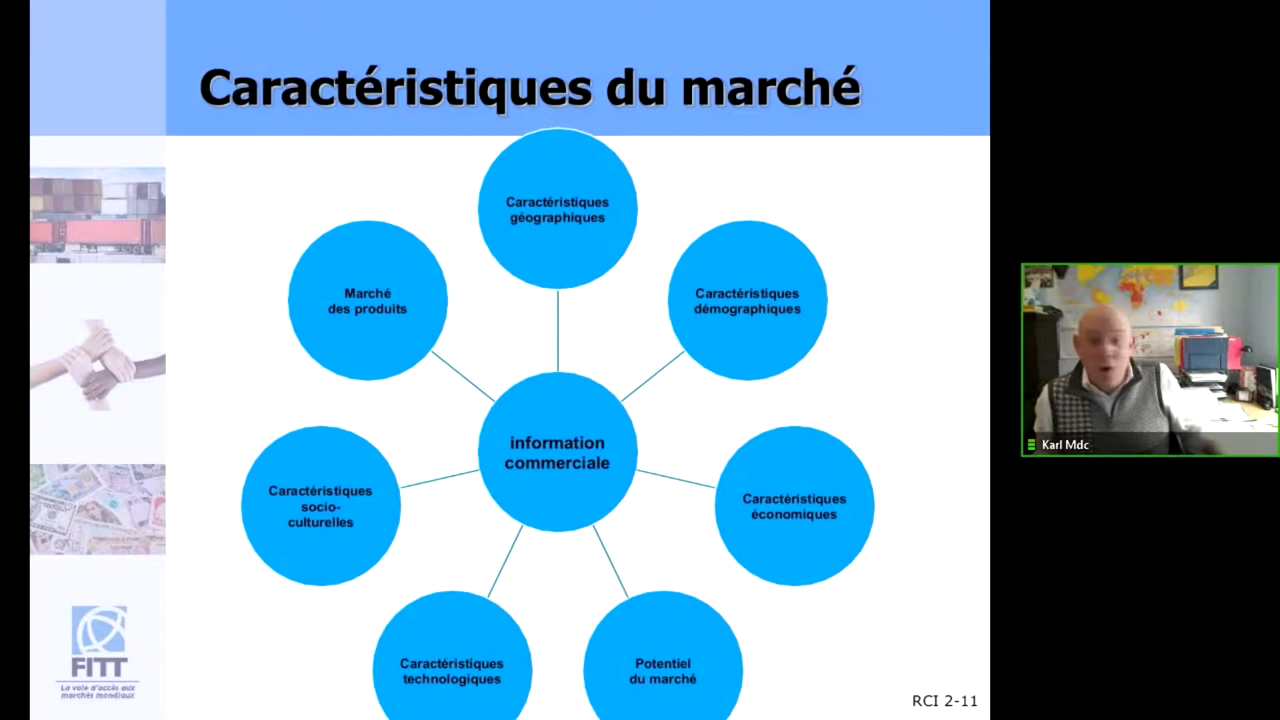 Caractéristiques du marché
Caractéristiques
géographiques
Marché
des produits
Caractéristiques
démographiques
information
commerciale
Caractéristiques
socio-
culturelles
Caractéristiques
économiques
Caractéristiques
technologiques
Potentiel
du marché
FITT
La voie d'accès aux
marchés mondiaux
RCI 2-11
Karl Mdc